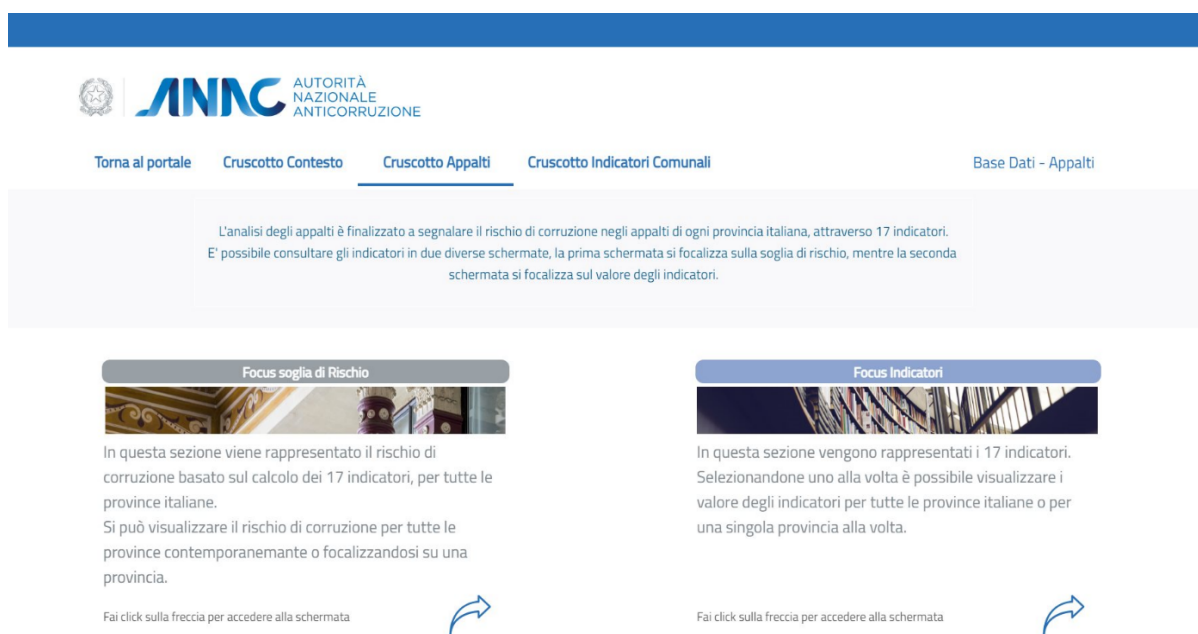 ANAC
AUTORITÀ
NAZIONALE
ANTICORRUZIONE
Torna al portale Cruscotto Contesto Cruscotto Appalti Cruscotto Indicatori Comunali Base Dati - Appalti
L'analisi degli appalti è finalizzato a segnalare il rischio di corruzione negli appalti di ogni provincia italiana, attraverso 17 indicatori.
E' possibile consultare gli indicatori in due diverse schermate, la prima schermata si focalizza sulla soglia di rischio, mentre la seconda
schermata si focalizza sul valore degli indicatori.
Focus soglia di Rischio
In questa sezione viene rappresentato il rischio di
corruzione basato sul calcolo dei 17 indicatori, per tutte le
province italiane.
Si può visualizzare il rischio di corruzione per tutte le
province contemporanemante o focalizzandosi su una
provincia.
Fai click sulla freccia per accedere alla schermata
Focus Indicatori
In questa sezione vengono rappresentati i 17 indicatori.
Selezionandone uno alla volta è possibile visualizzare i
valore degli indicatori per tutte le province italiane o per
una singola provincia alla volta.
Fai click sulla freccia per accedere alla schermata